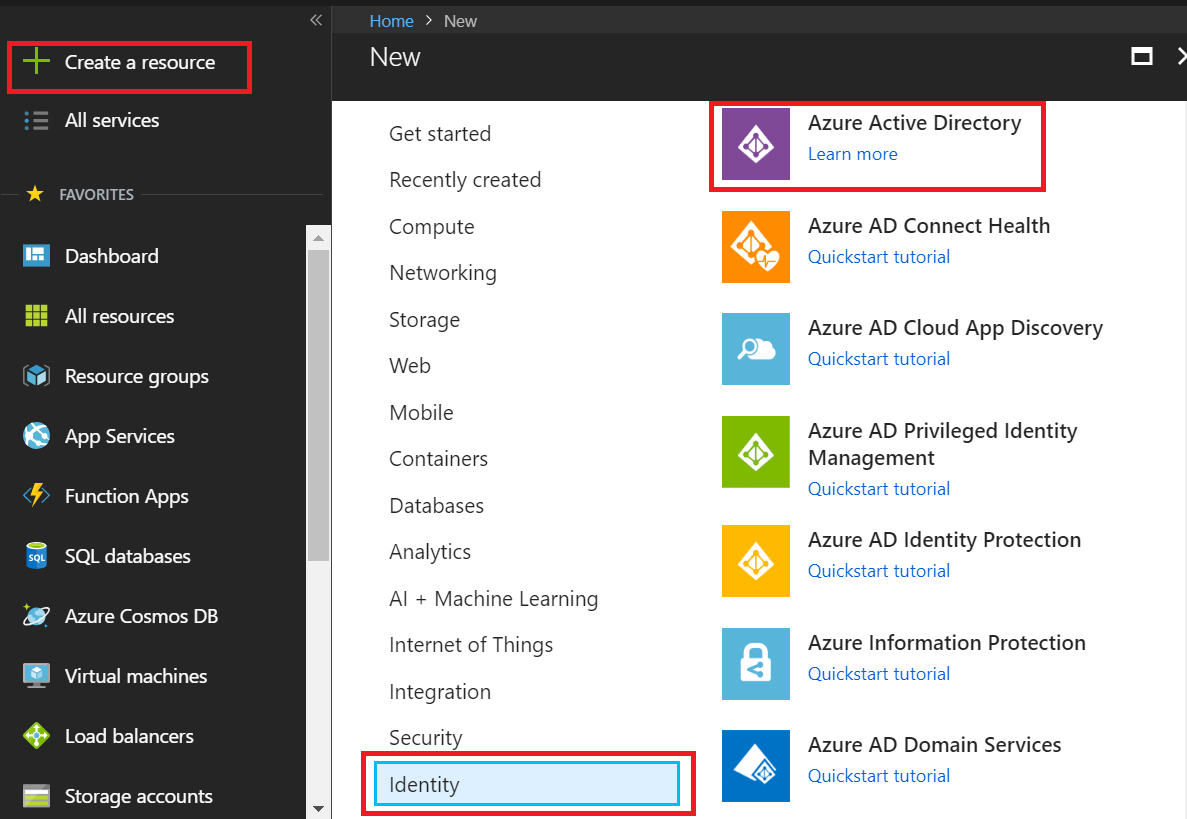 Create a resource
All services
FAVORITES
Dashboard
All resources
Resource groups
App Services
Function Apps
SQL
SQL databases
Azure Cosmos DB
Virtual machines
Load balancers
Storage accounts
Home > New
New
Get started
Recently created
Compute
Networking
Storage
Web
Mobile
Containers
Databases
Analytics
AI + Machine Learning
Internet of Things
Integration
Security
Identity
Azure Active Directory
Learn more
Azure AD Connect Health
Quickstart tutorial
Azure AD Cloud App Discovery
Quickstart tutorial
Azure AD Privileged Identity
Management
Quickstart tutorial
Azure AD Identity Protection
Quickstart tutorial
Azure Information Protection
Quickstart tutorial
Azure AD Domain Services
Quickstart tutorial